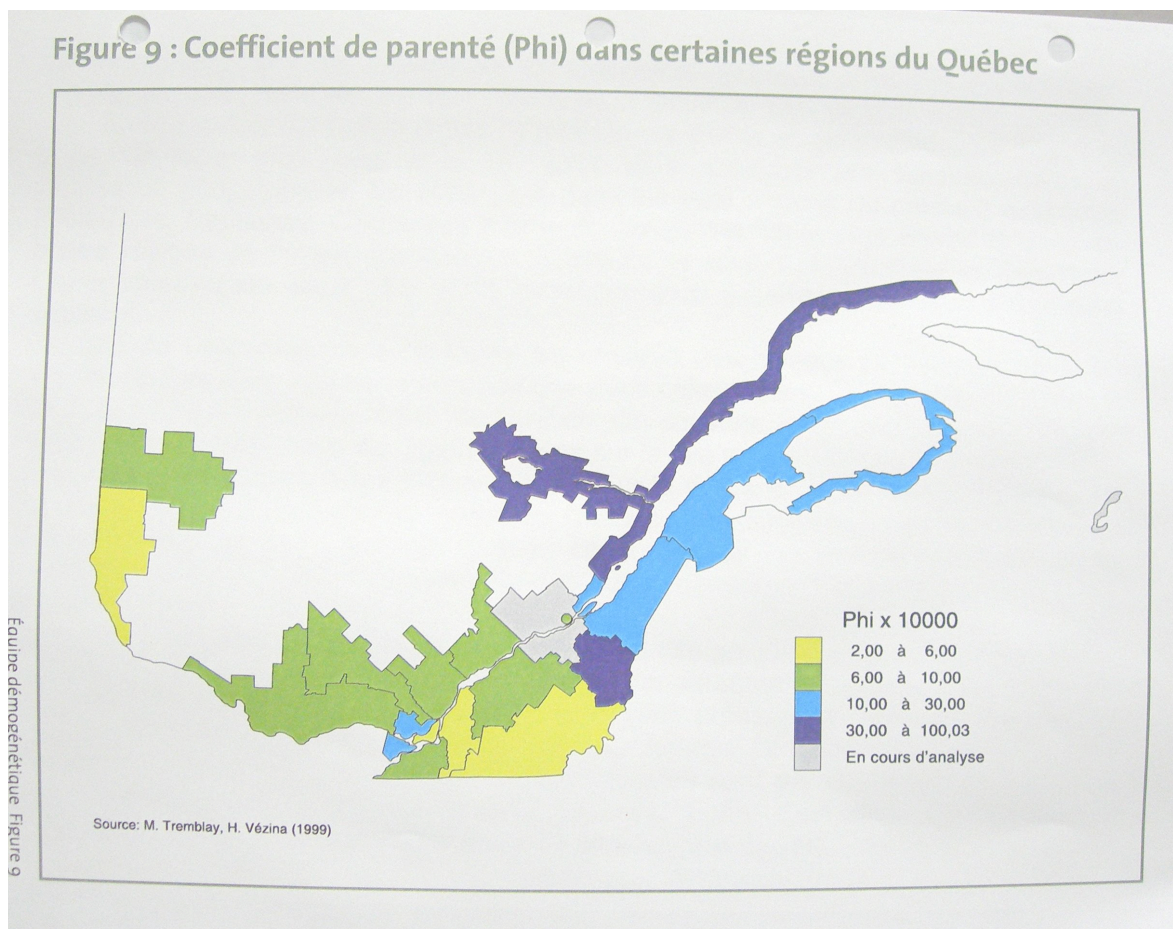 Figure 9 : Coefficient de parenté (Phi) dans certaines régions du Québec
Phi x 10000
2,00 à 6,00
6,00 à 10,00
10,00 à 30,00
30,00 à 100,03
En cours d'analyse
Source: M. Tremblay, H. Vézina (1999)
Équipe démogénétique Figure 9